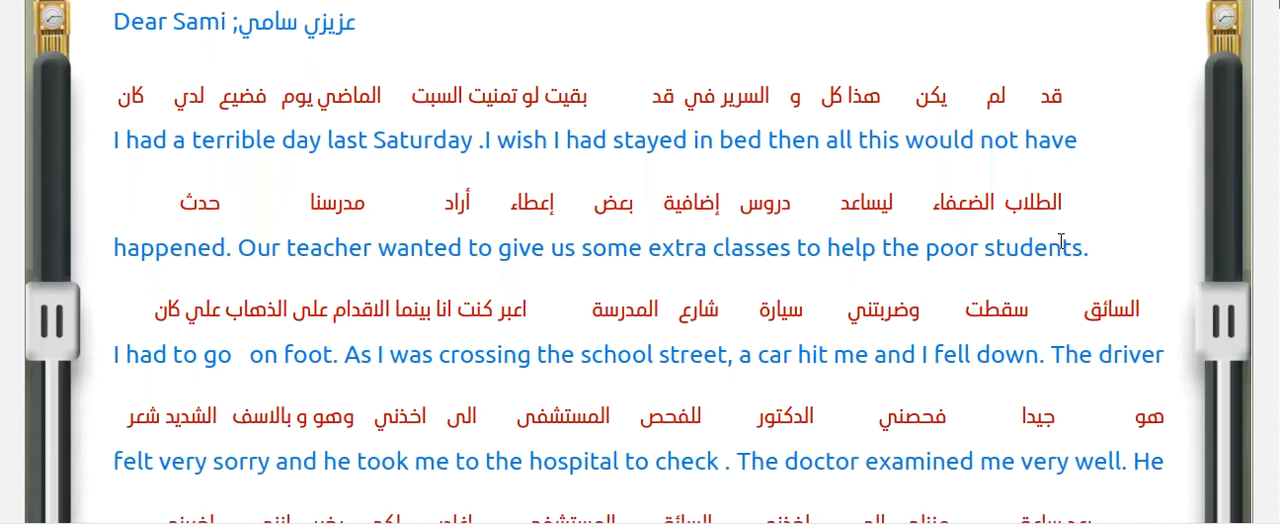 Dear Sami ;عزيزي سامي
قد لم يكن هذا كل و السرير في قد بقيت لو تمنيت السبت الماضي يوم فضيع لدي كان
I had a terrible day last Saturday .I wish I had stayed in bed then all this would not have
الطلاب الضعفاء ليساعد دروس إضافية بعض إعطاء أراد مدرسنا حدث
happened. Our teacher wanted to give us some extra classes to help the poor students.
السائق سقطت وضربتني سيارة شارع المدرسة اعبر كنت انا بينما الاقدام على الذهاب علي كان
I had to go on foot. As I was crossing the school street, a car hit me and I fell down. The driver
هو جيدا فحصني الدكتور للفحص المستشفى الى اخذني وهو و بالاسف الشديد شعر
felt very sorry and he took me to the hospital to check . The doctor examined me very well. He